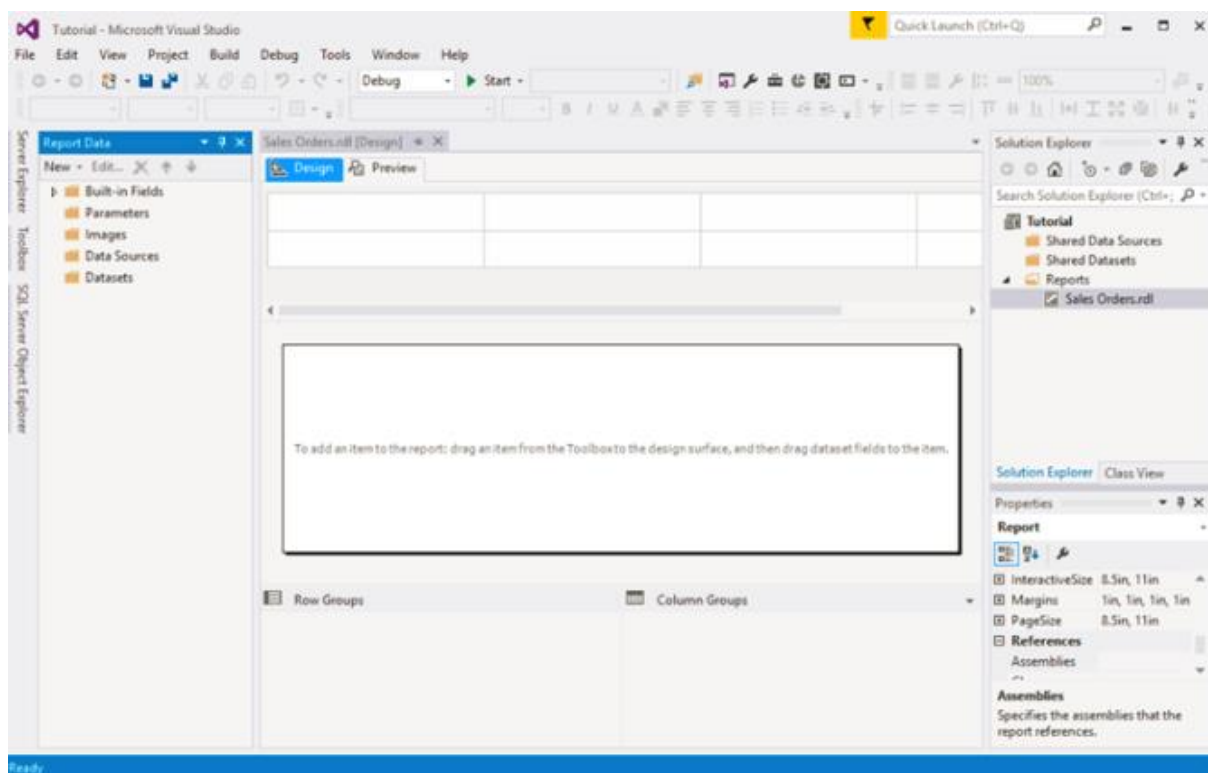 Tutorial - Microsoft Visual Studio
Quick Launch (Ctrl+Q)
File Edit View Project Build Debug Tools Window Help
Debug Start
100%
Server Explorer
Toolbox
SQL Server Object Explorer
Report Data
New Edit...
Built-in Fields
Parameters
Images
Data Sources
Datasets
Sales Orders.rdl [Design]
Design Preview
To add an item to the report: drag an item from the Toolbox to the design surface, and then drag dataset fields to the item.
Row Groups
Column Groups
Solution Explorer
Search Solution Explorer (Ctrl+;
Tutorial
Shared Data Sources
Shared Datasets
Reports
Sales Orders.rdl
Solution Explorer Class View
Properties
Report
InteractiveSize 8.5in, 11in
Margins 1in, 1in, 1in, 1in
PageSize 8.5in, 11in
References
Assemblies
Assemblies
Specifies the assemblies that the
report references.
Ready